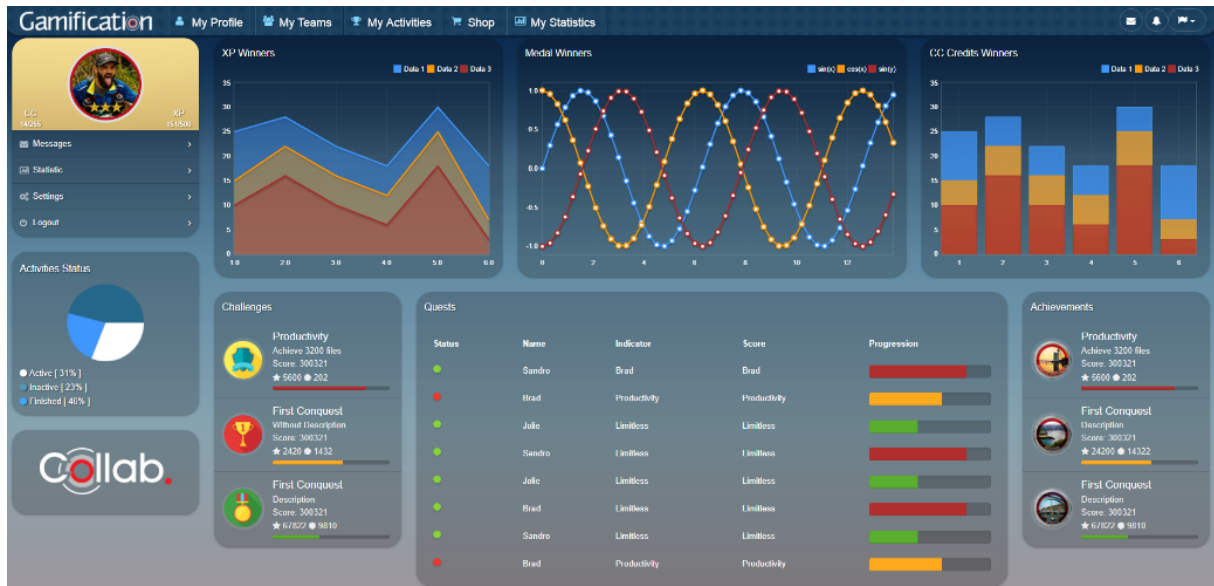 Gamification My Profile My Teams My Activities Shop My Statistics
CC XP
14/255 151/500
Messages
Statistic
Settings
Logout
Activities Status
Active [ 31% ]
Inactive [ 23% ]
Finished [ 46% ]
Collab.
XP Winners
Data 1 Data 2 Data 3
35
30
25
20
15
10
5
0
1.0 2.0 3.0 4.0 5.0 6.0
Medal Winners
sin(x) cos(x) sin(y)
1.0
0.5
0.0
-0.5
-1.0
0 2 4 6 8 10 12
CC Credits Winners
Data 1 Data 2 Data 3
35
30
25
20
15
10
5
0
1 2 3 4 5 6
Challenges
Productivity
Achieve 3200 files
Score: 300321
5600 202
First Conquest
Without Description
Score: 300321
2420 1432
First Conquest
Description
Score: 300321
67822 9810
Quests
Status Name Indicator Score Progression
Sandro Brad Brad
Brad Productivity Productivity
Jolie Limitless Limitless
Sandro Limitless Limitless
Jolie Limitless Limitless
Brad Limitless Limitless
Sandro Limitless Limitless
Brad Productivity Productivity
Achievements
Productivity
Achieve 3200 files
Score: 300321
5600 202
First Conquest
Description
Score: 300321
24200 14322
First Conquest
Description
Score: 300321
67822 9810